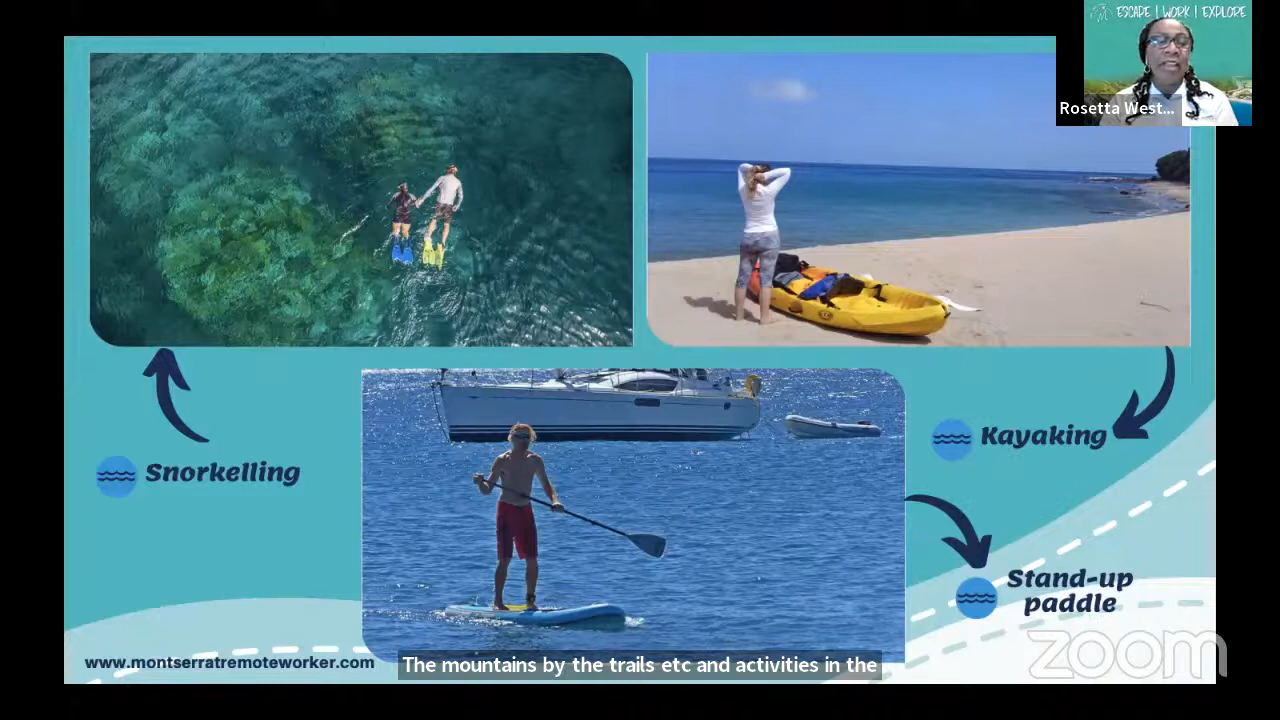 ESCAPE | WORK | EXPLORE
Rosetta West...
Snorkelling
Kayaking
Stand-up
paddle
www.montserratremoteworker.com
The mountains by the trails etc and activities in the
zoom